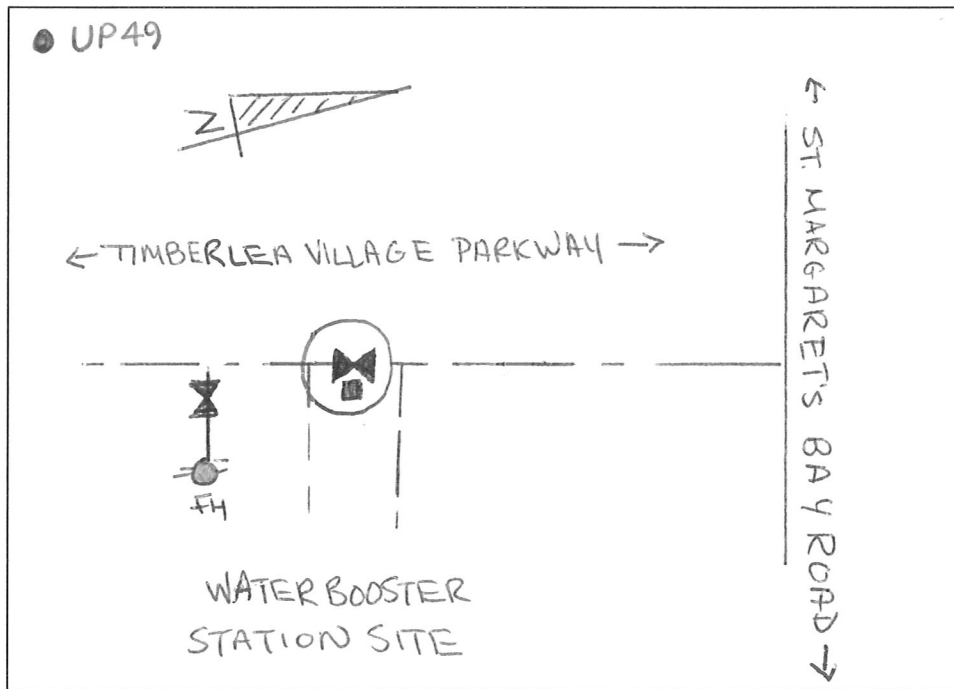 UP49
N
← TIMBERLEA VILLAGE PARKWAY →
← ST. MARGARET'S BAY ROAD →
FH
WATER BOOSTER
STATION SITE